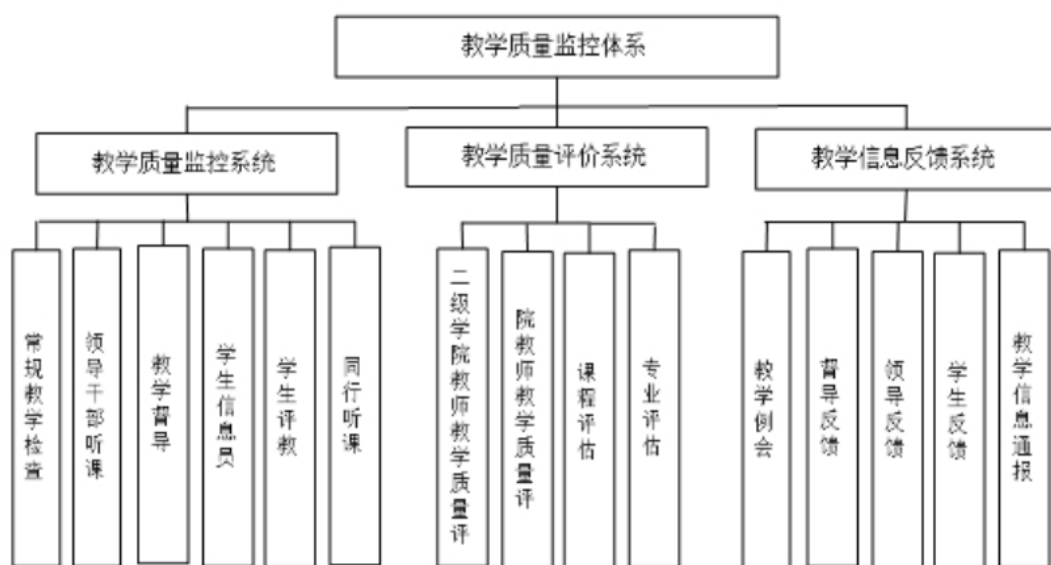 教学质量监控体系
教学质量监控系统
教学质量评价系统
教学信息反馈系统
常规教学检查
领导干部听课
教学督导
学生信息员
学生评教
同行听课
二级学院教师教学质量评
院教师教学质量评
课程评估
专业评估
教学例会
督导反馈
领导反馈
学生反馈
教学信息通报